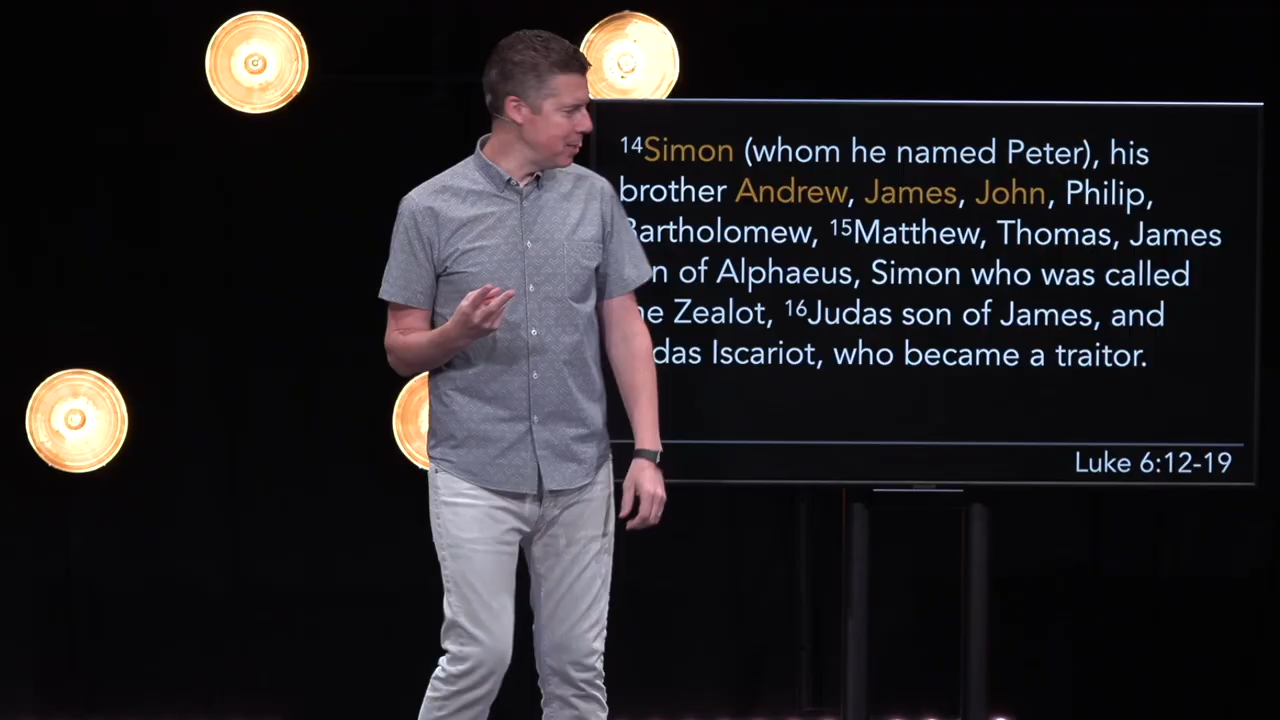 14Simon (whom he named Peter), his
brother Andrew, James, John, Philip,
artholomew, 15Matthew, Thomas, James
n of Alphaeus, Simon who was called
e Zealot, 16Judas son of James, and
das Iscariot, who became a traitor.
Luke 6:12-19